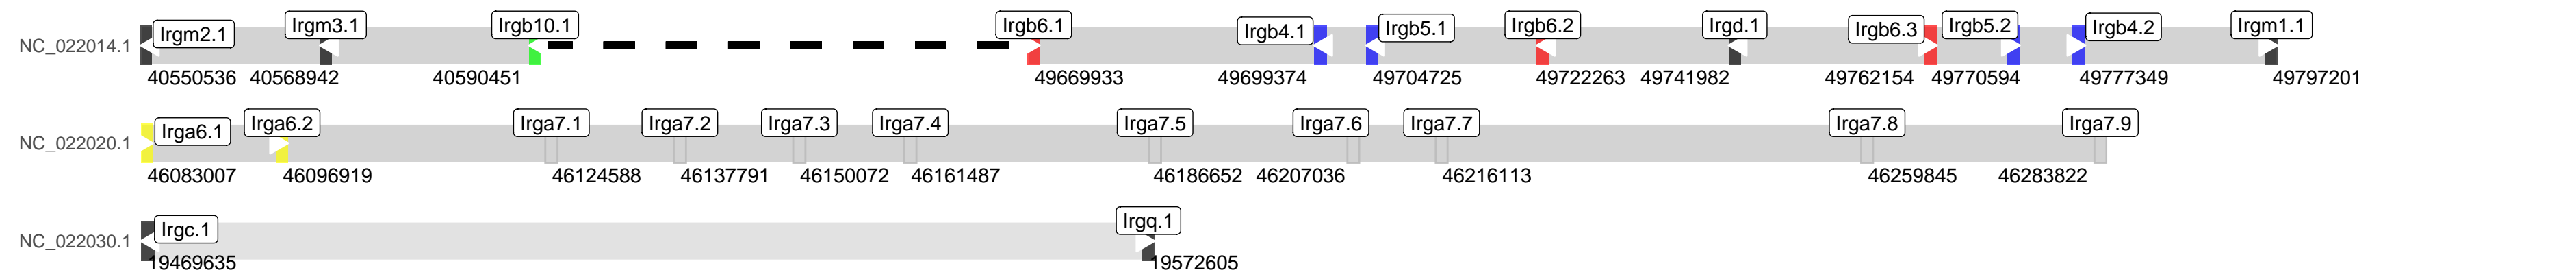 Irgm2.1 Irgm3.1 Irgb10.1 Irgb6.1 Irgb4.1 Irgb5.1 Irgb6.2 Irgd.1 Irgb6.3 Irgb5.2 Irgb4.2 Irgm1.1
NC_022014.1
40550536 40568942 40590451 49669933 49699374 49704725 49722263 49741982 49762154 49770594 49777349 49797201
Irga6.1 Irga6.2 Irga7.1 Irga7.2 Irga7.3 Irga7.4 Irga7.5 Irga7.6 Irga7.7 Irga7.8 Irga7.9
NC_022020.1
46083007 46096919 46124588 46137791 46150072 46161487 46186652 46207036 46216113 46259845 46283822
Irgc.1 Irgq.1
NC_022030.1
19469635 19572605